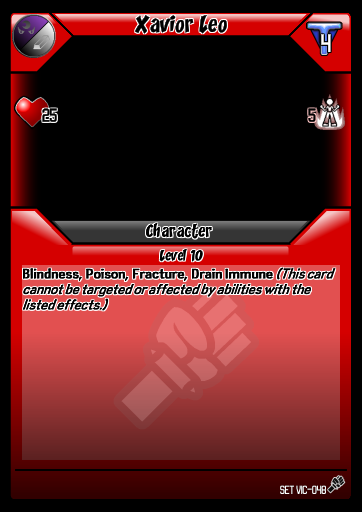 Xavior Leo
4
25
5
Character
Level 10
Blindness, Poison, Fracture, Drain Immune (This card
cannot be targeted or affected by abilities with the
listed effects.)
SET VIC-048